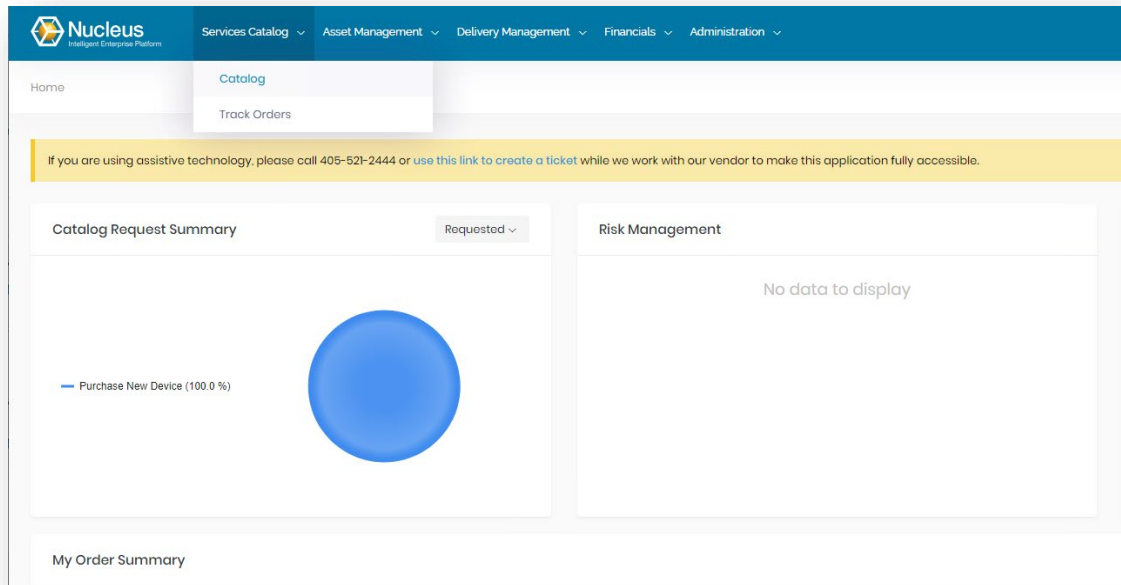 Nucleus
Intelligent Enterprise Platform
Services Catalog
Asset Management
Delivery Management
Financials
Administration
Home
Catalog
Track Orders
If you are using assistive technology, please call 405-521-2444 or use this link to create a ticket while we work with our vendor to make this application fully accessible.
Catalog Request Summary
Requested
Purchase New Device (100.0 %)
Risk Management
No data to display
My Order Summary